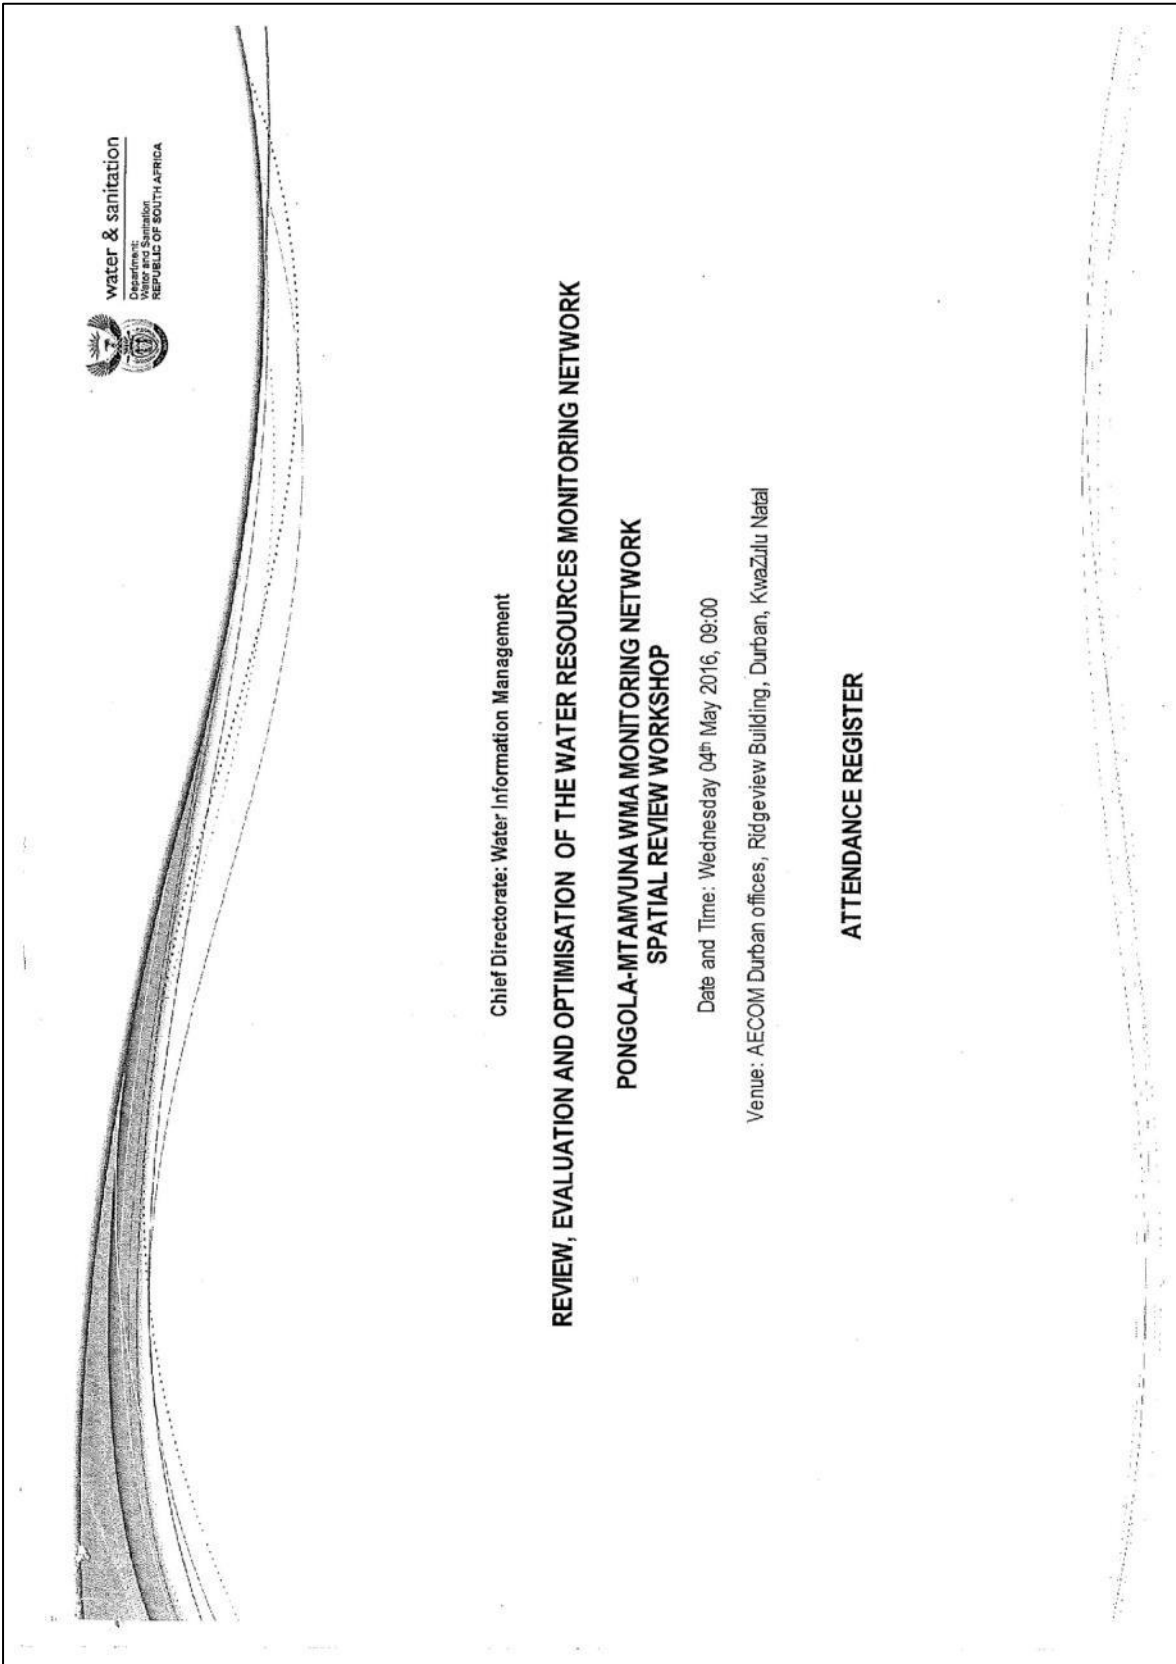 water & sanitation
Department:
Water and Sanitation
REPUBLIC OF SOUTH AFRICA
Chief Directorate: Water Information Management
REVIEW, EVALUATION AND OPTIMISATION OF THE WATER RESOURCES MONITORING NETWORK
PONGOLA-MTAMVUNA WMA MONITORING NETWORK
SPATIAL REVIEW WORKSHOP
Date and Time: Wednesday 04th May 2016, 09:00
Venue: AECOM Durban offices, Ridgeview Building, Durban, KwaZulu Natal
ATTENDANCE REGISTER